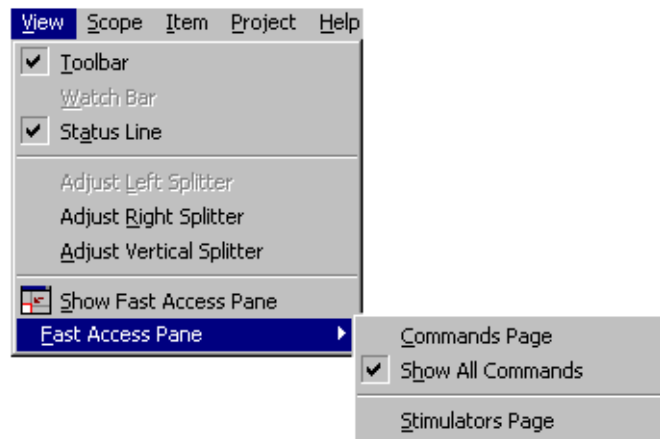 View Scope Item Project Help
Toolbar
Watch Bar
Status Line
Adjust Left Splitter
Adjust Right Splitter
Adjust Vertical Splitter
Show Fast Access Pane
Fast Access Pane
Commands Page
Show All Commands
Stimulators Page